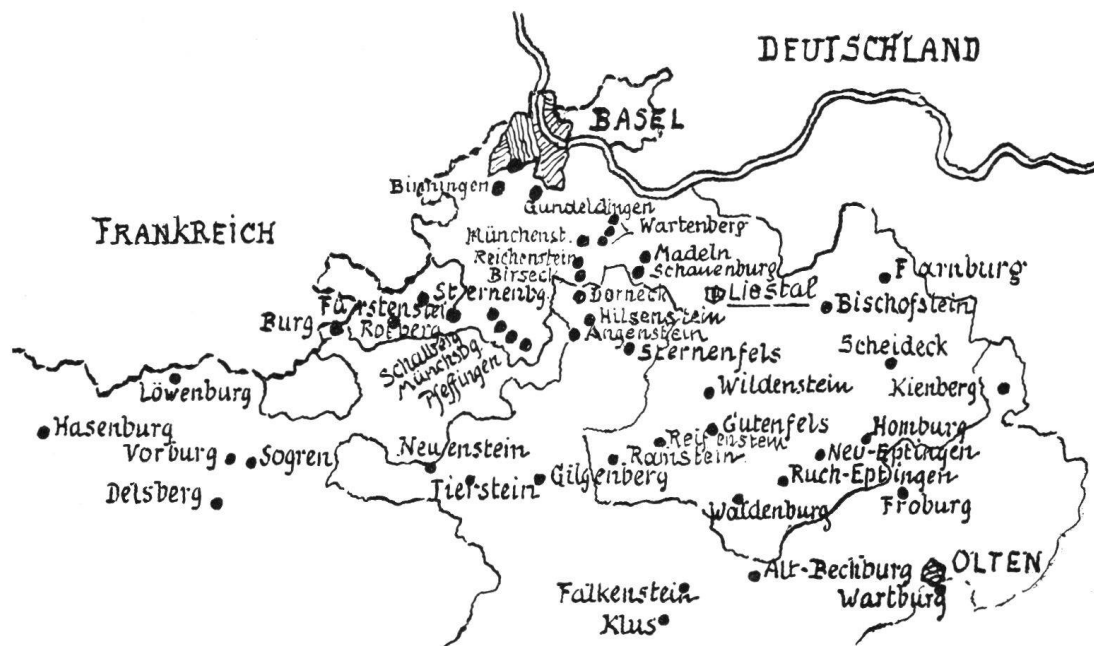 DEUTSCHLAND
BASEL
Binningen
Gundeldingen
FRANKREICH
Wartenberg
Münchenst.
Reichenstein
Madeln
Birseck
Schauenburg
Farnburg
Sternenbg.
Dorneck
Liestal
Bischofstein
Fürstenstei
Burg
Rotberg
Hilsenstein
Angenstein
Schallberg
Münchsbg.
Pfeffingen
Sternenfels
Scheideck
Löwenburg
Wildenstein
Kienberg
Hasenburg
Gutenfels
Homburg
Vorburg
Sogren
Neuenstein
Reifenstein
Neu-Eptingen
Ramstein
Delsberg
Tierstein
Gilgenberg
Ruch-Eptingen
Waldenburg
Froburg
Alt-Bechburg
OLTEN
Falkenstein
Wartburg
Klus